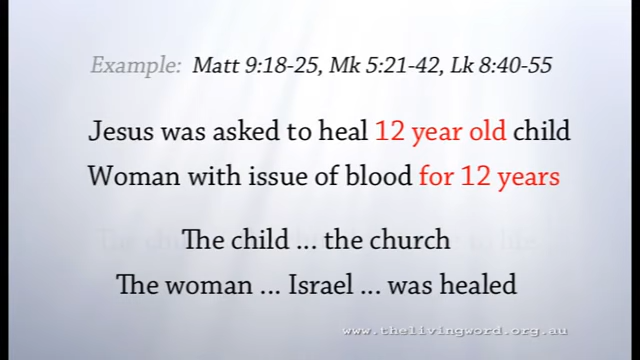 Example: Matt 9:18-25, Mk 5:21-42, Lk 8:40-55
Jesus was asked to heal 12 year old child
Woman with issue of blood for 12 years
The child ... the church
The woman ... Israel ... was healed
www.thelivingword.org.au